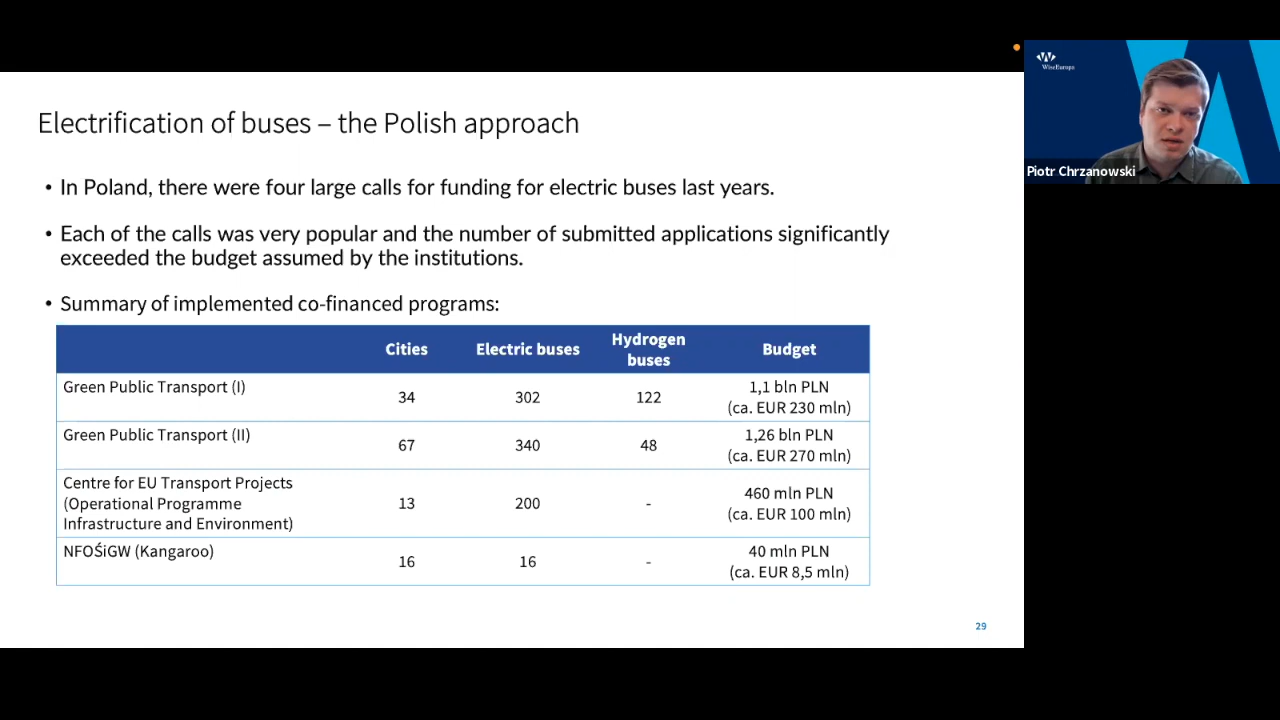 Electrification of buses – the Polish approach
• In Poland, there were four large calls for funding for electric buses last years.
• Each of the calls was very popular and the number of submitted applications significantly
exceeded the budget assumed by the institutions.
• Summary of implemented co-financed programs:
Cities Electric buses Hydrogen buses Budget
Green Public Transport (I) 34 302 122 1,1 bln PLN
(ca. EUR 230 mln)
Green Public Transport (II) 67 340 48 1,26 bln PLN
(ca. EUR 270 mln)
Centre for EU Transport Projects
(Operational Programme
Infrastructure and Environment) 13 200 - 460 mln PLN
(ca. EUR 100 mln)
NFOŚiGW (Kangaroo) 16 16 - 40 mln PLN
(ca. EUR 8,5 mln)
29
WiseEuropa
Piotr Chrzanowski